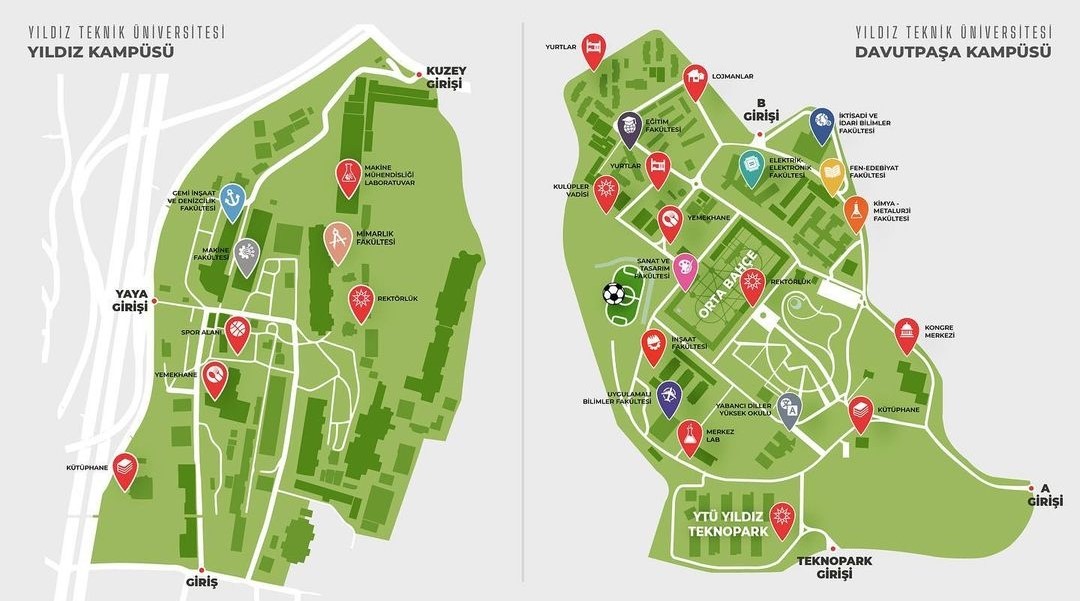 YILDIZ TEKNİK ÜNİVERSİTESİ
YILDIZ KAMPÜSÜ
KUZEY
GİRİŞİ
MAKİNE
MÜHENDİSLİĞİ
LABORATUVAR
GEMİ İNŞAAT
VE DENİZCİLİK
FAKÜLTESİ
MİMARLIK
FAKÜLTESİ
MAKİNE
FAKÜLTESİ
YAYA
GİRİŞİ
REKTÖRLÜK
SPOR ALANI
YEMEKHANE
KÜTÜPHANE
GİRİŞ
YILDIZ TEKNİK ÜNİVERSİTESİ
DAVUTPAŞA KAMPÜSÜ
YURTLAR
LOJMANLAR
B
GİRİŞİ
İKTİSADİ VE
İDARİ BİLİMLER
FAKÜLTESİ
EĞİTİM
FAKÜLTESİ
YURTLAR
ELEKTRİK-
ELEKTRONİK
FAKÜLTESİ
FEN-EDEBİYAT
FAKÜLTESİ
KULÜPLER
VADİSİ
KİMYA -
METALURJİ
FAKÜLTESİ
YEMEKHANE
SANAT VE
TASARIM
FAKÜLTESİ
ORTA BAHÇE
REKTÖRLÜK
KONGRE
MERKEZİ
İNŞAAT
FAKÜLTESİ
UYGULAMALI
BİLİMLER FAKÜLTESİ
YABANCI DİLLER
YÜKSEK OKULU
A
KÜTÜPHANE
MERKEZ
LAB
A
GİRİŞİ
YTÜ YILDIZ
TEKNOPARK
TEKNOPARK
GİRİŞİ